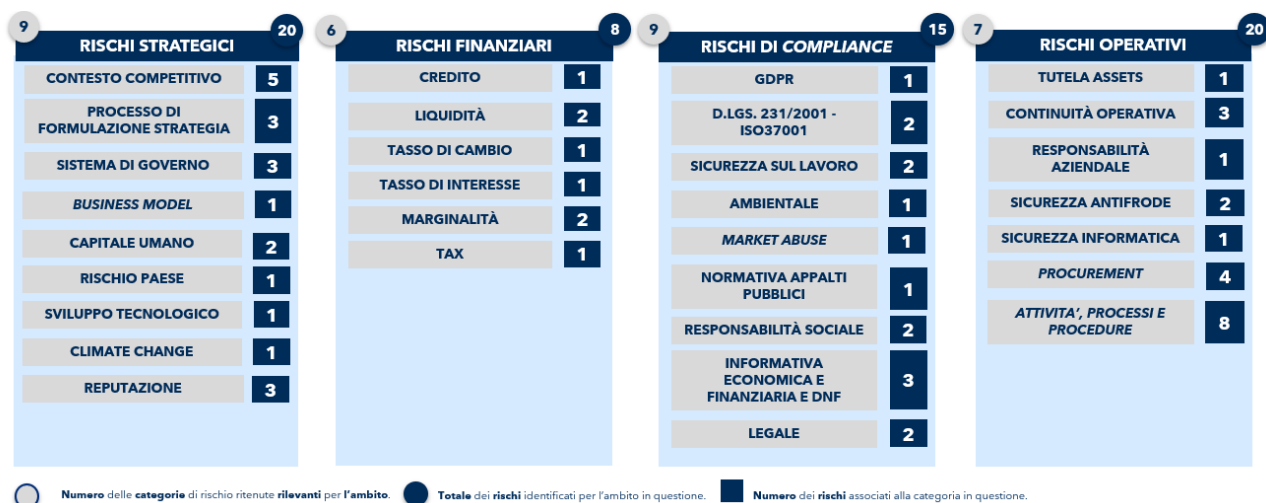 9
RISCHI STRATEGICI
20
CONTESTO COMPETITIVO 5
PROCESSO DI
FORMULAZIONE STRATEGIA 3
SISTEMA DI GOVERNO 3
BUSINESS MODEL 1
CAPITALE UMANO 2
RISCHIO PAESE 1
SVILUPPO TECNOLOGICO 1
CLIMATE CHANGE 1
REPUTAZIONE 3
6
RISCHI FINANZIARI
8
CREDITO 1
LIQUIDITÀ 2
TASSO DI CAMBIO 1
TASSO DI INTERESSE 1
MARGINALITÀ 2
TAX 1
9
RISCHI DI COMPLIANCE
15
GDPR 1
D.LGS. 231/2001 -
ISO37001 2
SICUREZZA SUL LAVORO 2
AMBIENTALE 1
MARKET ABUSE 1
NORMATIVA APPALTI
PUBBLICI 1
RESPONSABILITÀ SOCIALE 2
INFORMATIVA
ECONOMICA E 3
FINANZIARIA E DNF
LEGALE 2
7
RISCHI OPERATIVI
20
TUTELA ASSETS 1
CONTINUITÀ OPERATIVA 3
RESPONSABILITÀ
AZIENDALE 1
SICUREZZA ANTIFRODE 2
SICUREZZA INFORMATICA 1
PROCUREMENT 4
ATTIVITA’, PROCESSI E
PROCEDURE 8
Numero delle categorie di rischio ritenute rilevanti per l’ambito.
Totale dei rischi identificati per l’ambito in questione.
Numero dei rischi associati alla categoria in questione.